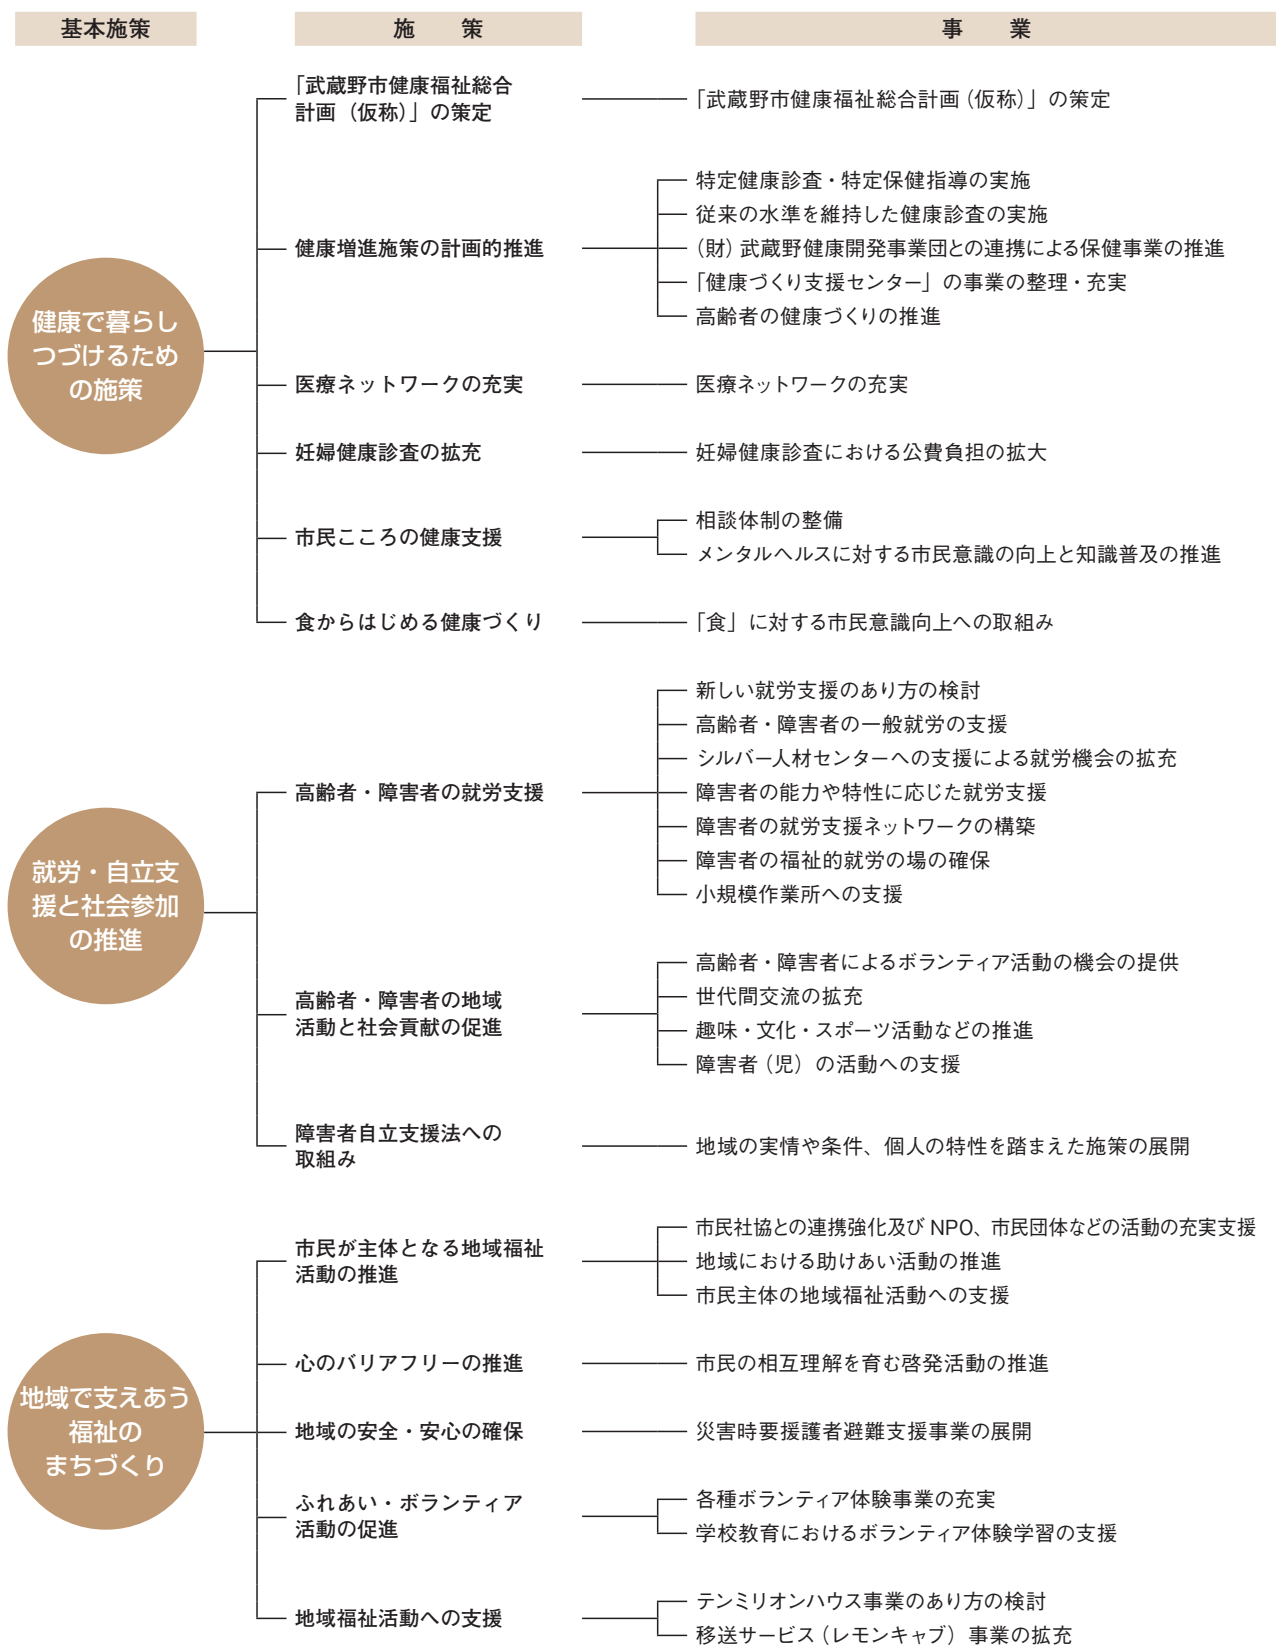 基本施策
施　策
事　業
健康で暮らし
つづけるため
の施策
「武蔵野市健康福祉総合
計画（仮称）」の策定
「武蔵野市健康福祉総合計画（仮称）」の策定
健康増進施策の計画的推進
特定健康診査・特定保健指導の実施
従来の水準を維持した健康診査の実施
（財）武蔵野健康開発事業団との連携による保健事業の推進
「健康づくり支援センター」の事業の整理・充実
高齢者の健康づくりの推進
医療ネットワークの充実
医療ネットワークの充実
妊婦健康診査の拡充
妊婦健康診査における公費負担の拡大
市民こころの健康支援
相談体制の整備
メンタルヘルスに対する市民意識の向上と知識普及の推進
食からはじめる健康づくり
「食」に対する市民意識向上への取組み
就労・自立支
援と社会参加
の推進
高齢者・障害者の就労支援
新しい就労支援のあり方の検討
高齢者・障害者の一般就労の支援
シルバー人材センターへの支援による就労機会の拡充
障害者の能力や特性に応じた就労支援
障害者の就労支援ネットワークの構築
障害者の福祉的就労の場の確保
小規模作業所への支援
高齢者・障害者の地域
活動と社会貢献の促進
高齢者・障害者によるボランティア活動の機会の提供
世代間交流の拡充
趣味・文化・スポーツ活動などの推進
障害者（児）の活動への支援
障害者自立支援法への
取組み
地域の実情や条件、個人の特性を踏まえた施策の展開
地域で支えあう
福祉の
まちづくり
市民が主体となる地域福祉
活動の推進
市民社協との連携強化及び NPO、市民団体などの活動の充実支援
地域における助けあい活動の推進
市民主体の地域福祉活動への支援
心のバリアフリーの推進
市民の相互理解を育む啓発活動の推進
地域の安全・安心の確保
災害時要援護者避難支援事業の展開
ふれあい・ボランティア
活動の促進
各種ボランティア体験事業の充実
学校教育におけるボランティア体験学習の支援
地域福祉活動への支援
テンミリオンハウス事業のあり方の検討
移送サービス（レモンキャブ）事業の拡充